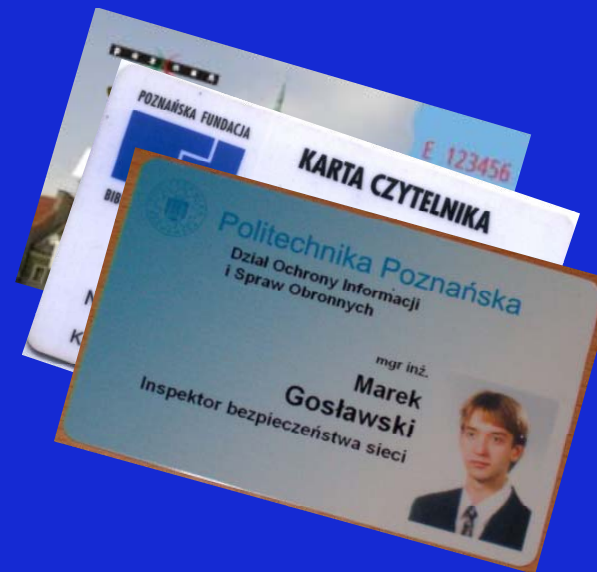 POZNAŃ
E 123456
POZNAŃSKA FUNDACJA
KARTA CZYTELNIKA
Politechnika Poznańska
Dział Ochrony Informacji
i Spraw Obronnych
mgr inż.
Marek
Gosławski
Inspektor bezpieczeństwa sieci